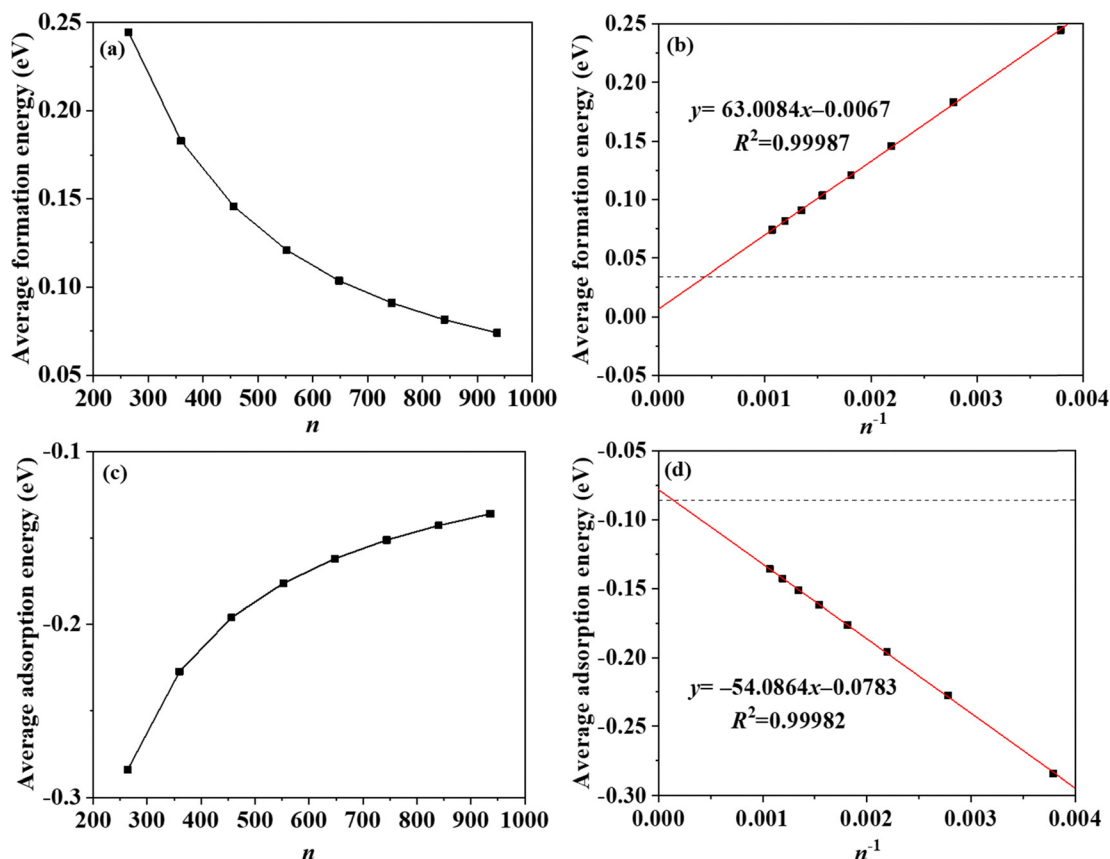 (a)
Average formation energy (eV)
0.25
0.20
0.15
0.10
0.05
200 300 400 500 600 700 800 900 1000
n
(b)
Average formation energy (eV)
0.25
0.20
0.15
0.10
0.05
0.00
-0.05
y= 63.0084x–0.0067
R²=0.99987
0.000 0.001 0.002 0.003 0.004
n⁻¹
(c)
Average adsorption energy (eV)
-0.1
-0.2
-0.3
200 300 400 500 600 700 800 900 1000
n
(d)
Average adsorption energy (eV)
-0.05
-0.10
-0.15
-0.20
-0.25
-0.30
y= –54.0864x–0.0783
R²=0.99982
0.000 0.001 0.002 0.003 0.004
n⁻¹